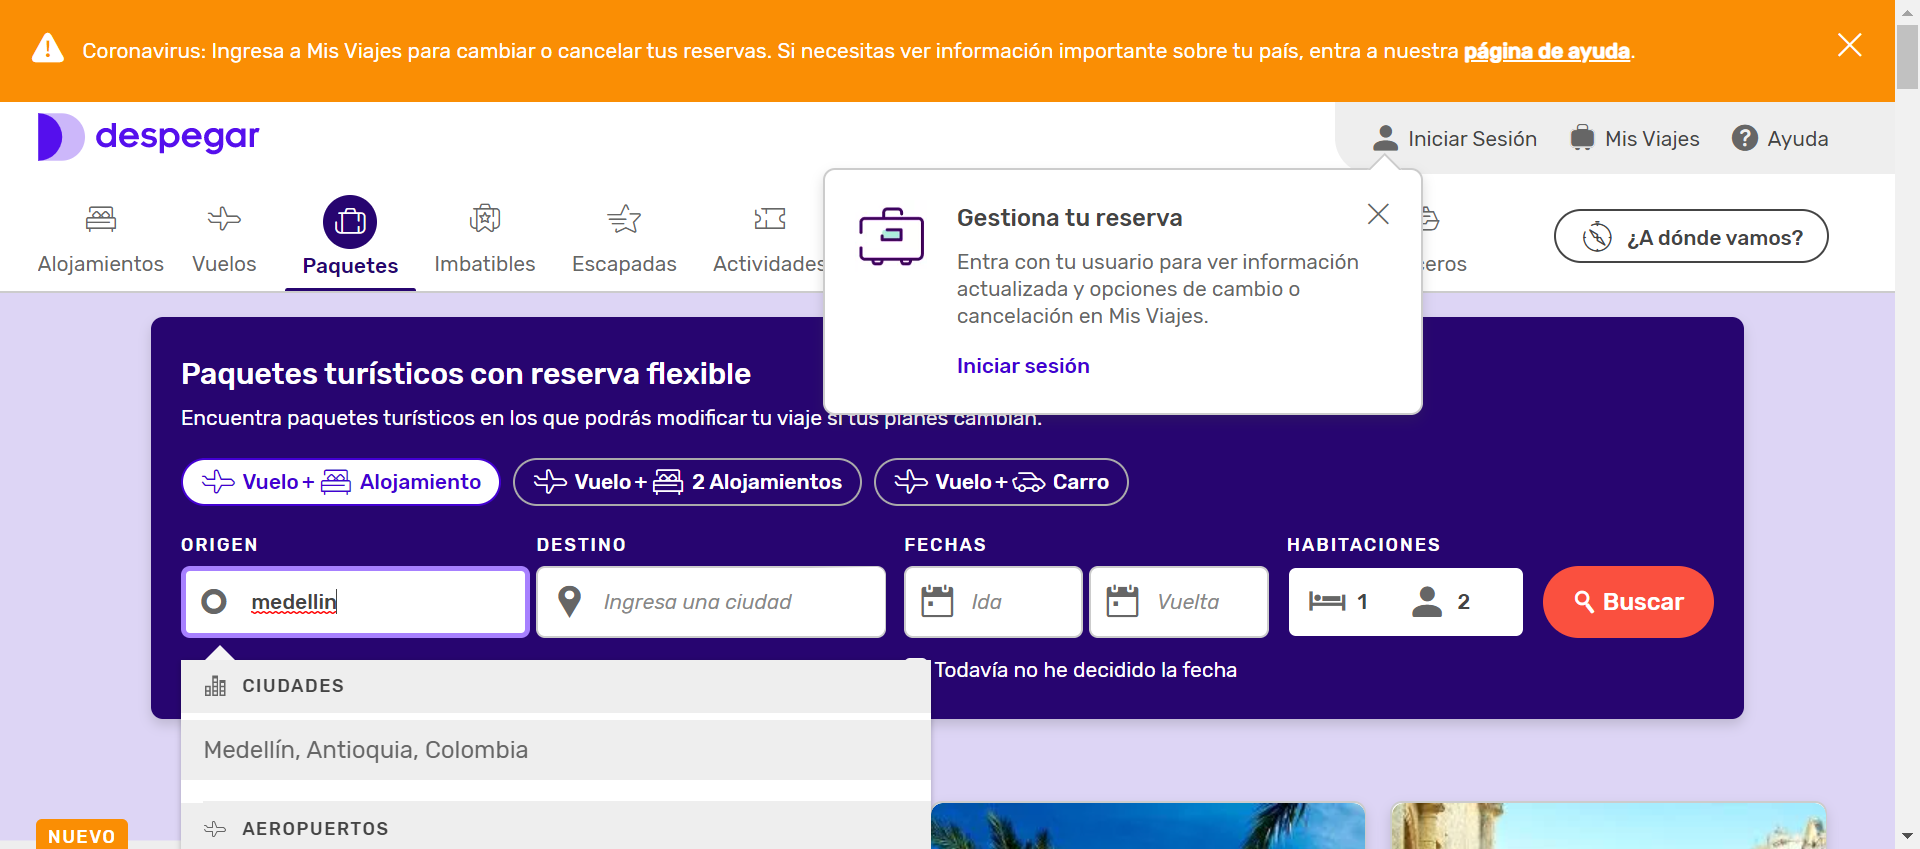 Coronavirus: Ingresa a Mis Viajes para cambiar o cancelar tus reservas. Si necesitas ver información importante sobre tu país, entra a nuestra página de ayuda.
despegar
Iniciar Sesión
Mis Viajes
? Ayuda
Alojamientos
Vuelos
Paquetes
Imbatibles
Escapadas
Actividades
¿A dónde vamos?
Gestiona tu reserva
Entra con tu usuario para ver información
actualizada y opciones de cambio o
cancelación en Mis Viajes.
Iniciar sesión
Paquetes turísticos con reserva flexible
Encuentra paquetes turísticos en los que podrás modificar tu viaje si tus planes cambian.
Vuelo + Alojamiento
Vuelo + 2 Alojamientos
Vuelo + Carro
ORIGEN
DESTINO
FECHAS
HABITACIONES
medellin
Ingresa una ciudad
Ida
Vuelta
1
2
Buscar
Todavía no he decidido la fecha
CIUDADES
Medellín, Antioquia, Colombia
AEROPUERTOS
NUEVO